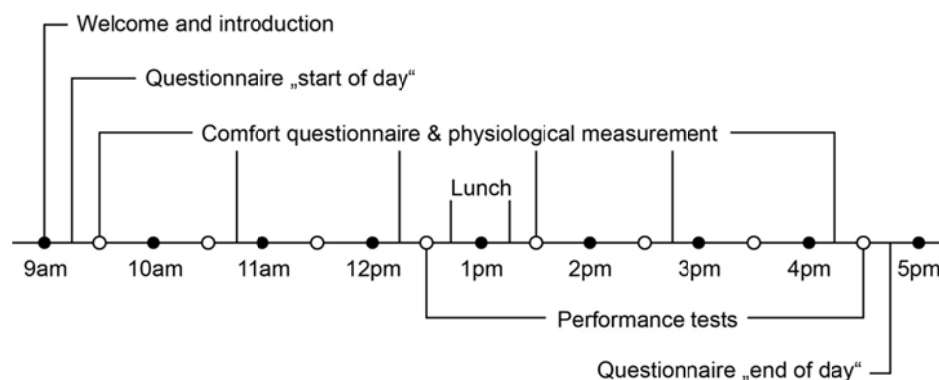 Welcome and introduction
Questionnaire „start of day“
Comfort questionnaire & physiological measurement
Lunch
9am 10am 11am 12pm 1pm 2pm 3pm 4pm 5pm
Performance tests
Questionnaire „end of day“